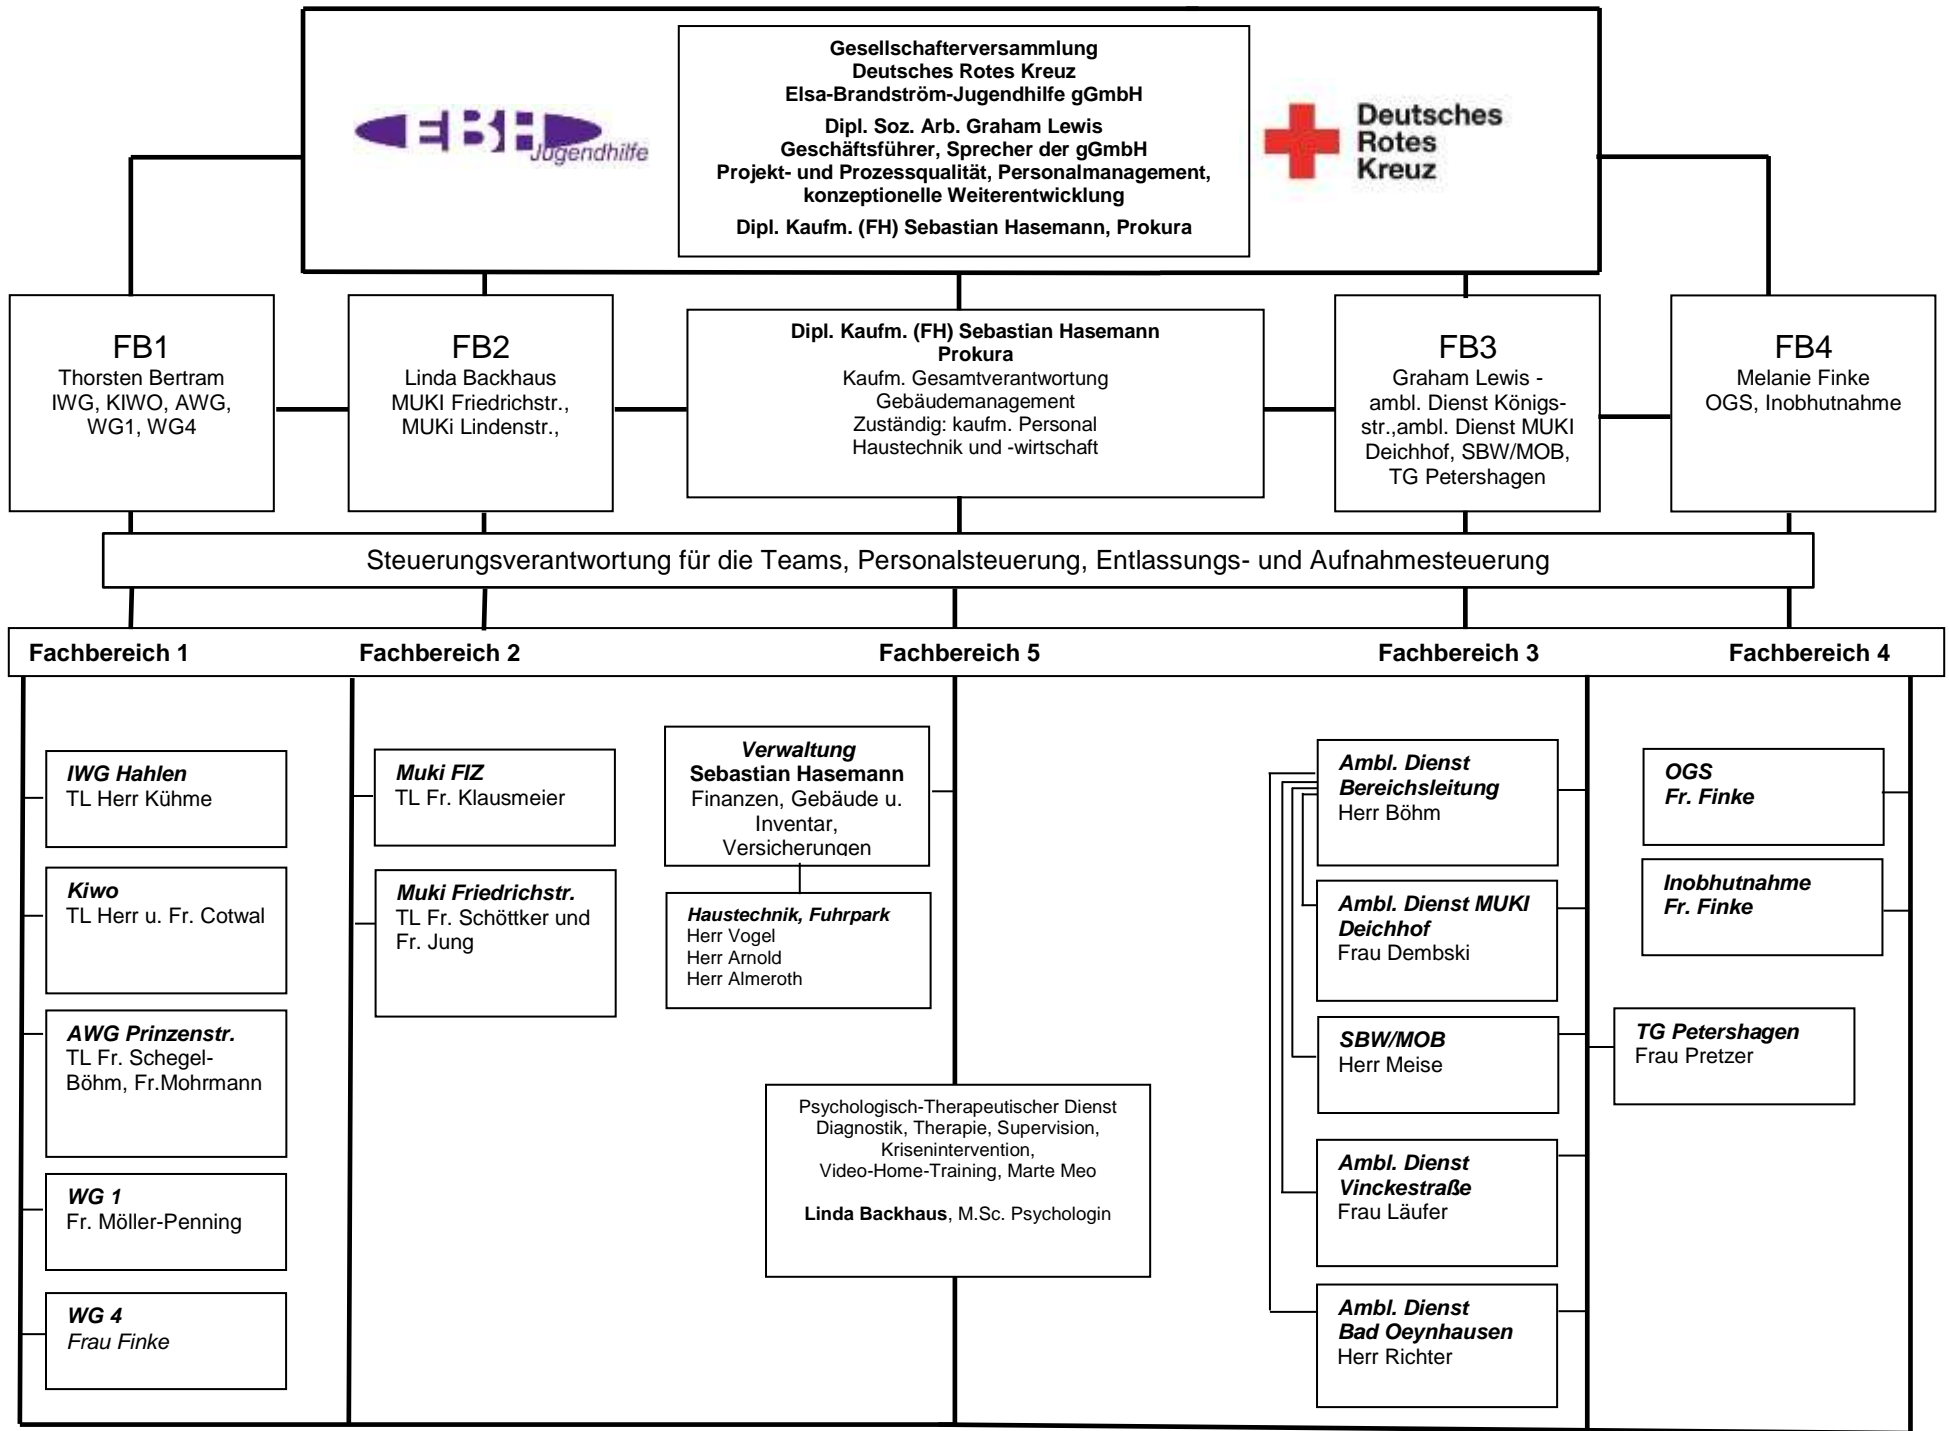 Gesellschafterversammlung
Deutsches Rotes Kreuz
Elsa-Brandström-Jugendhilfe gGmbH
Dipl. Soz. Arb. Graham Lewis
Geschäftsführer, Sprecher der gGmbH
Projekt- und Prozessqualität, Personalmanagement,
konzeptionelle Weiterentwicklung
Dipl. Kaufm. (FH) Sebastian Hasemann, Prokura
EBH
Jugendhilfe
Deutsches
Rotes
Kreuz
FB1
Thorsten Bertram
IWG, KIWO, AWG,
WG1, WG4
FB2
Linda Backhaus
MUKI Friedrichstr.,
MUKi Lindenstr.,
Dipl. Kaufm. (FH) Sebastian Hasemann
Prokura
Kaufm. Gesamtverantwortung
Gebäudemanagement
Zuständig: kaufm. Personal
Haustechnik und -wirtschaft
FB3
Graham Lewis -
ambl. Dienst Königs-
str.,ambl. Dienst MUKI
Deichhof, SBW/MOB,
TG Petershagen
FB4
Melanie Finke
OGS, Inobhutnahme
Steuerungsverantwortung für die Teams, Personalsteuerung, Entlassungs- und Aufnahmesteuerung
Fachbereich 1 Fachbereich 2 Fachbereich 5 Fachbereich 3 Fachbereich 4
IWG Hahlen
TL Herr Kühme
Kiwo
TL Herr u. Fr. Cotwal
AWG Prinzenstr.
TL Fr. Schegel-
Böhm, Fr.Mohrmann
WG 1
Fr. Möller-Penning
WG 4
Frau Finke
Muki FIZ
TL Fr. Klausmeier
Muki Friedrichstr.
TL Fr. Schöttker und
Fr. Jung
Verwaltung
Sebastian Hasemann
Finanzen, Gebäude u.
Inventar,
Versicherungen
Haustechnik, Fuhrpark
Herr Vogel
Herr Arnold
Herr Almeroth
Psychologisch-Therapeutischer Dienst
Diagnostik, Therapie, Supervision,
Krisenintervention,
Video-Home-Training, Marte Meo
Linda Backhaus, M.Sc. Psychologin
Ambl. Dienst
Bereichsleitung
Herr Böhm
Ambl. Dienst MUKI
Deichhof
Frau Dembski
SBW/MOB
Herr Meise
Ambl. Dienst
Vinckestraße
Frau Läufer
Ambl. Dienst
Bad Oeynhausen
Herr Richter
OGS
Fr. Finke
Inobhutnahme
Fr. Finke
TG Petershagen
Frau Pretzer